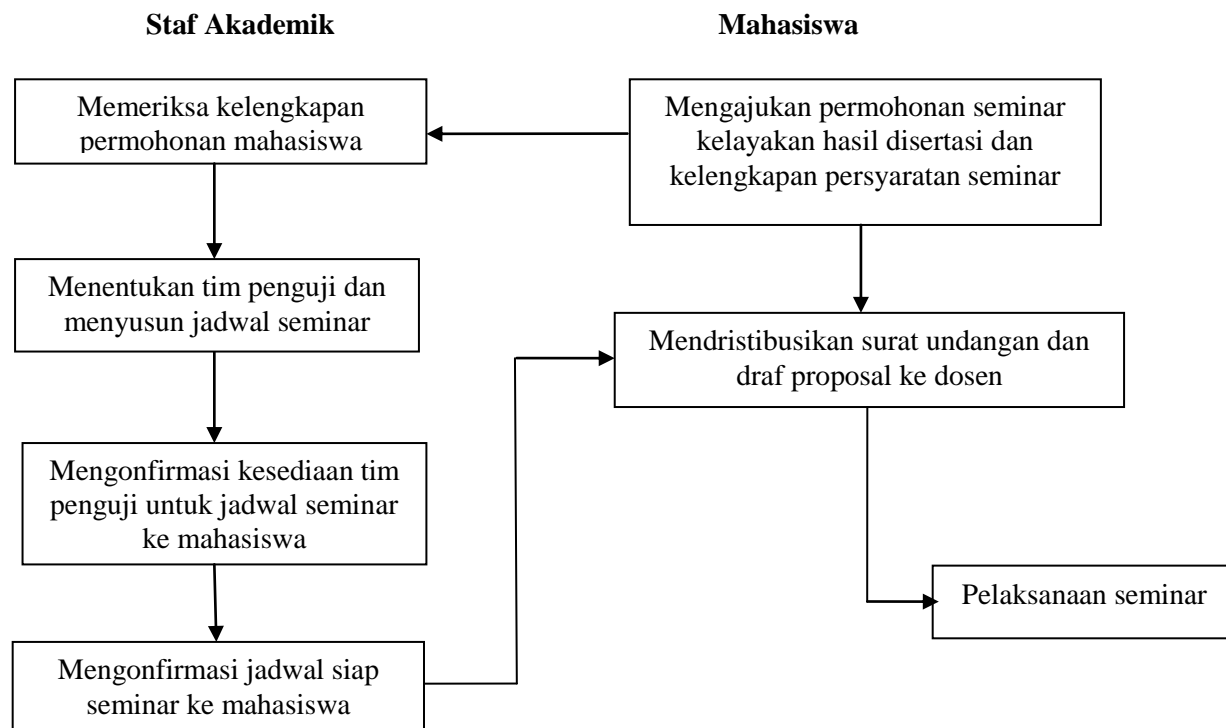 Staf Akademik
Mahasiswa
Memeriksa kelengkapan
permohonan mahasiswa
Mengajukan permohonan seminar
kelayakan hasil disertasi dan
kelengkapan persyaratan seminar
Menentukan tim penguji dan
menyusun jadwal seminar
Mendristibusikan surat undangan dan
draf proposal ke dosen
Mengonfirmasi kesediaan tim
penguji untuk jadwal seminar
ke mahasiswa
Pelaksanaan seminar
Mengonfirmasi jadwal siap
seminar ke mahasiswa